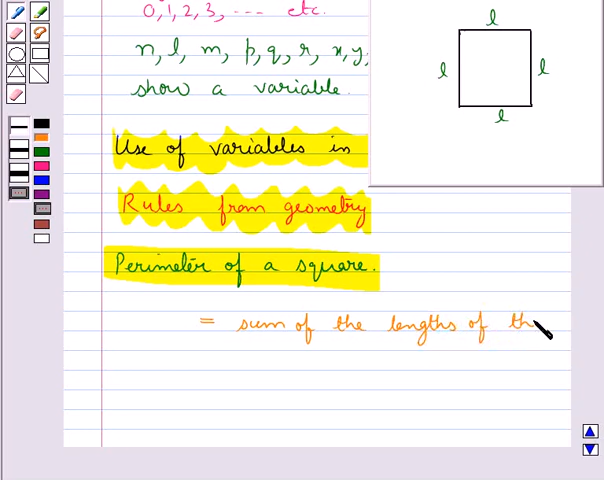 0, 1, 2, 3, ---- etc.
n, l, m, p, q, r, x, y,
show a variable.
Use of variables in
Rules from geometry
Perimeter of a square.
= sum of the lengths of th
l
l
l
l